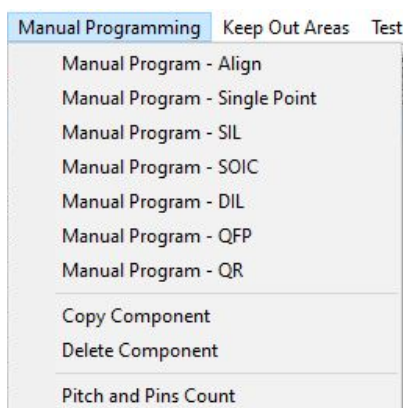 Manual Programming Keep Out Areas Test
Manual Program - Align
Manual Program - Single Point
Manual Program - SIL
Manual Program - SOIC
Manual Program - DIL
Manual Program - QFP
Manual Program - QR
Copy Component
Delete Component
Pitch and Pins Count